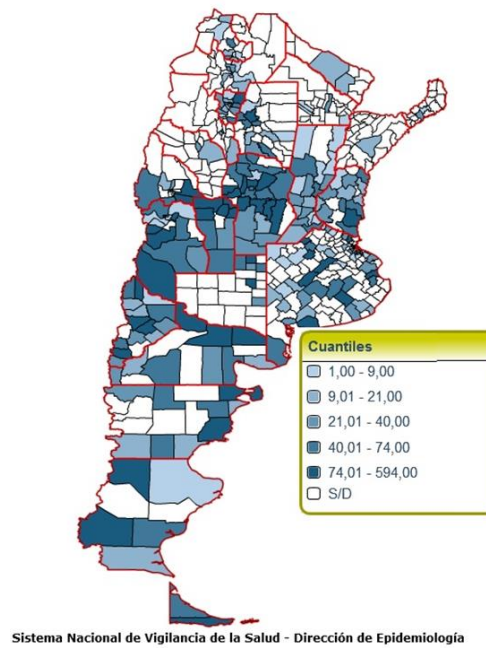 Cuantiles
1,00 - 9,00
9,01 - 21,00
21,01 - 40,00
40,01 - 74,00
74,01 - 594,00
S/D
Sistema Nacional de Vigilancia de la Salud - Dirección de Epidemiología